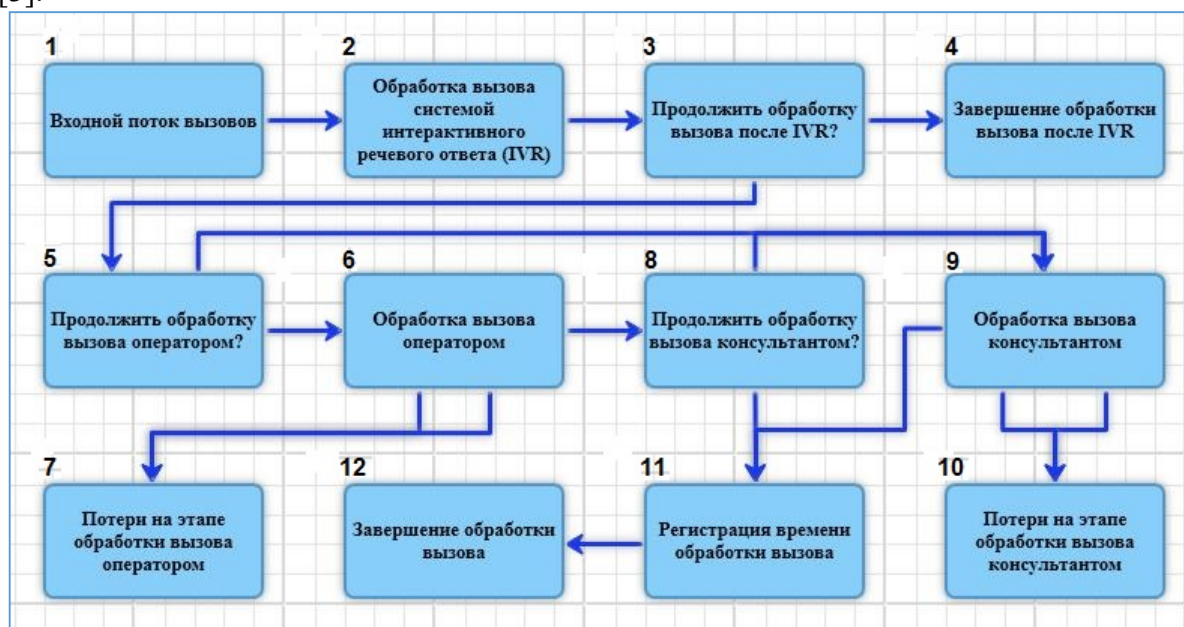 [5].
1
2
3
4
Входной поток вызовов
Обработка вызова
системой
интерактивного
речевого ответа (IVR)
Продолжить обработку
вызова после IVR?
Завершение обработки
вызова после IVR
5
6
8
9
Продолжить обработку
вызова оператором?
Обработка вызова
оператором
Продолжить обработку
вызова консультантом?
Обработка вызова
консультантом
7
12
11
10
Потери на этапе
обработки вызова
оператором
Завершение обработки
вызова
Регистрация времени
обработки вызова
Потери на этапе
обработки вызова
консультантом